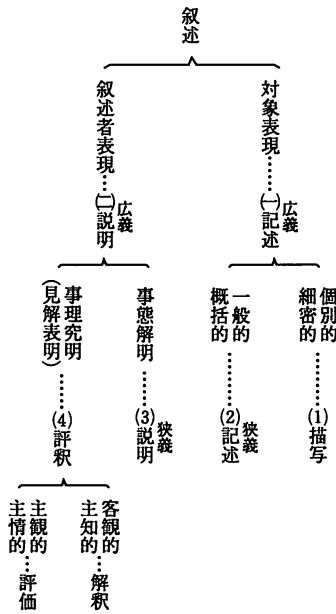 叙述
対象表現……㈠広義記述
個別的
細密的……(1)描写
一般的
概括的……(2)狭義記述
叙述者表現……㈡広義説明
事態解明……(3)狭義説明
事理究明
(見解表明)……(4)評釈
客観的
主知的…解釈
主観的
主情的…評価